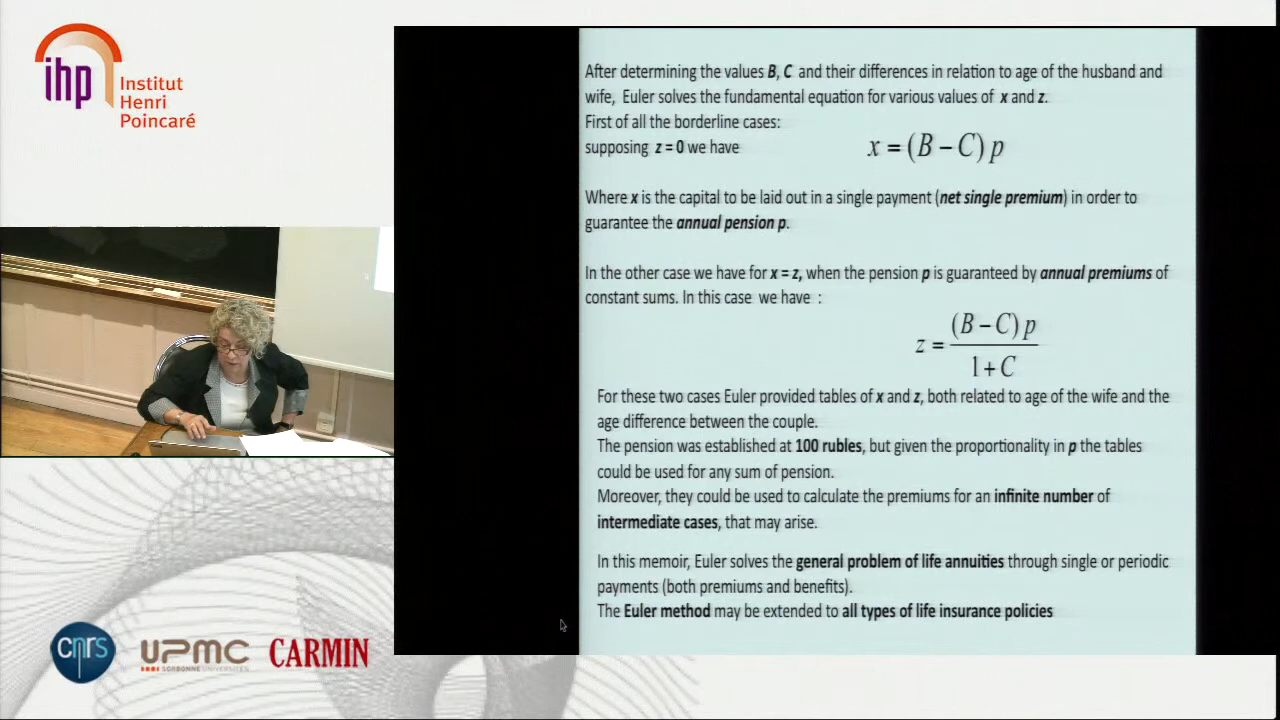 ihp
Institut
Henri
Poincaré
After determining the values B, C and their differences in relation to age of the husband and
wife, Euler solves the fundamental equation for various values of x and z.
First of all the borderline cases:
supposing z = 0 we have
x = (B − C) p
Where x is the capital to be laid out in a single payment (net single premium) in order to
guarantee the annual pension p.
In the other case we have for x = z, when the pension p is guaranteed by annual premiums of
constant sums. In this case we have :
z = (B − C) p / 1 + C
For these two cases Euler provided tables of x and z, both related to age of the wife and the
age difference between the couple.
The pension was established at 100 rubles, but given the proportionality in p the tables
could be used for any sum of pension.
Moreover, they could be used to calculate the premiums for an infinite number of
intermediate cases, that may arise.
In this memoir, Euler solves the general problem of life annuities through single or periodic
payments (both premiums and benefits).
The Euler method may be extended to all types of life insurance policies
cnrs
UPMC
SORBONNE UNIVERSITÉS
CARMIN